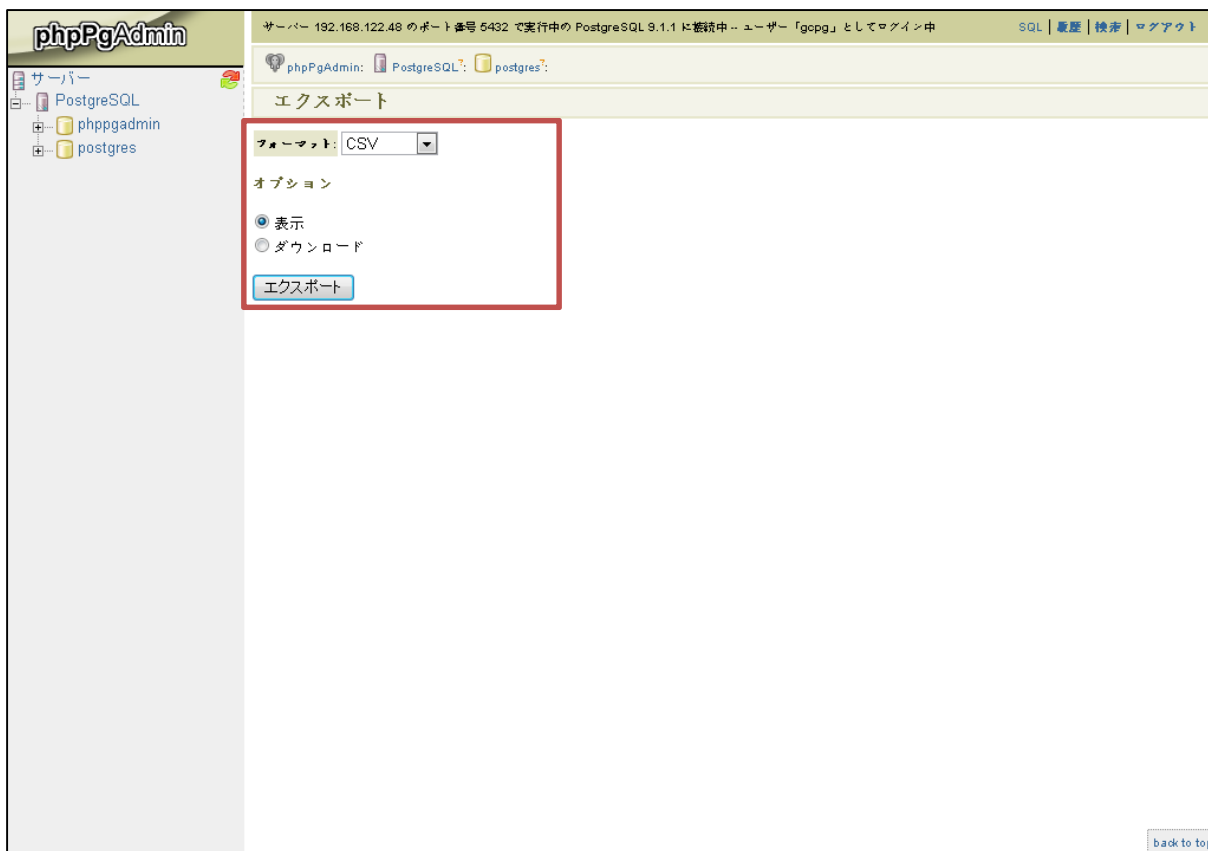 phpPgAdmin
サーバー 192.168.122.48 のポート番号 5432 で実行中の PostgreSQL 9.1.1 に接続中 -- ユーザー「gopg」としてログイン中
SQL | 履歴 | 検索 | ログアウト
phpPgAdmin: PostgreSQL?: postgres?:
エクスポート
サーバー
PostgreSQL
phppgadmin
postgres
フォーマット: CSV
オプション
表示
ダウンロード
エクスポート
back to top